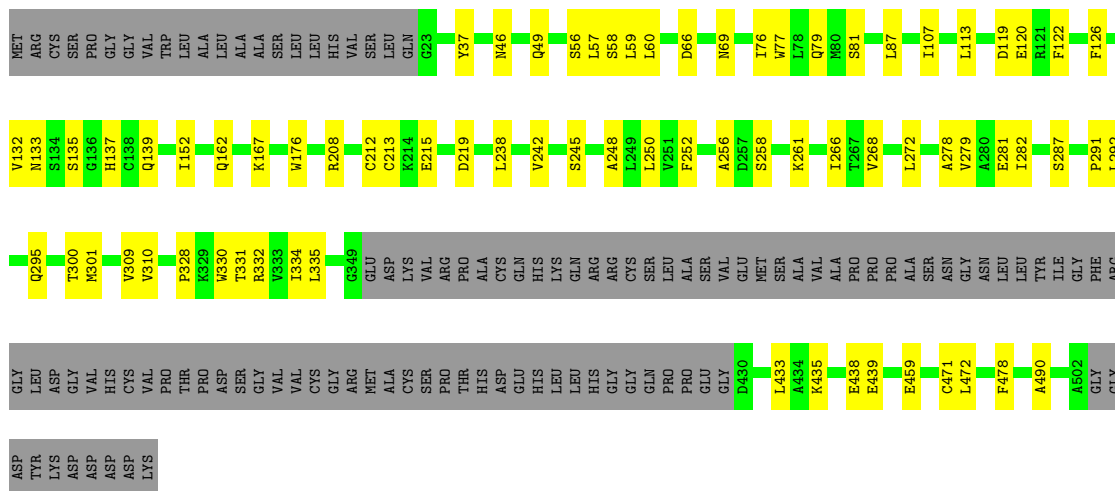 MET ARG CYS SER PRO GLY GLY VAL TRP LEU ALA LEU ALA ALA SER LEU LEU HIS VAL SER LEU GLN G23 Y37 N46 Q49 S56 L57 S58 L59 L60 D66 N69 I76 W77 L78 Q79 M80 S81 L87 I107 L113 D119 E120 R121 F122 F126
V132 N133 S134 S135 G136 H137 C138 Q139 I152 Q162 K167 W176 R208 C212 C213 K214 E215 D219 L238 V242 S245 A248 L249 L250 V251 F252 A256 D257 S258 K261 I266 T267 V268 L272 A278 V279 A280 E281 I282 S287 P291
Q295 T300 M301 V309 V310 P328 K329 W330 T331 R332 V333 I334 L335 G349 GLU ASP LYS VAL ARG PRO ALA CYS GLN HIS LYS GLN ARG ARG CYS SER LEU ALA SER VAL GLU MET SER ALA VAL ALA PRO PRO PRO ALA SER ASN GLY ASN LEU LEU TYR ILE GLY PHE ARG
GLY LEU ASP GLY VAL HIS CYS VAL PRO THR PRO ASP SER GLY VAL VAL CYS GLY ARG MET ALA CYS SER PRO THR HIS ASP GLU HIS LEU LEU HIS GLY GLY GLN PRO PRO GLU GLY D430 L433 A434 K435 E438 E439 E459 C471 L472 F478 A490 A502 GLY GLY
ASP TYR LYS ASP ASP ASP ASP LYS